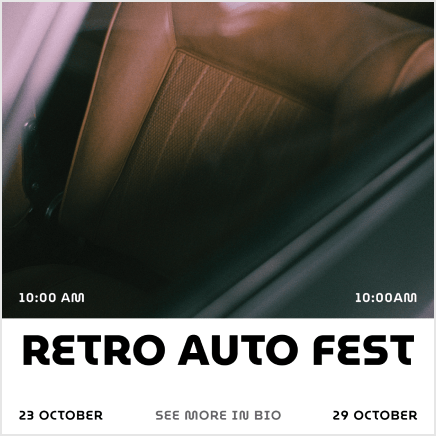 10:00 AM
10:00AM
RETRO AUTO FEST
23 OCTOBER
SEE MORE IN BIO
29 OCTOBER